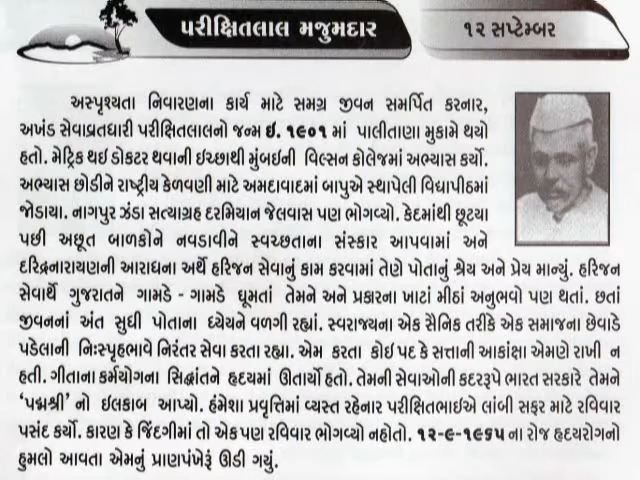 પરીક્ષિતલાલ મજુમદાર
૧૨ સપ્ટેમ્બર
અસ્પૃશ્યતા નિવારણના કાર્ય માટે સમગ્ર જીવન સમર્પિત કરનાર,
અખંડ સેવાવ્રતધારી પરીક્ષિતલાલનો જન્મ ઇ. ૧૯૦૧ માં પાલીતાણા મુકામે થયો
હતો. મેટ્રિક થઇ ડોકટર થવાની ઇચ્છાથી મુંબઇની વિલ્સન કોલેજમાં અભ્યાસ કર્યો.
અભ્યાસ છોડીને રાષ્ટ્રીય કેળવણી માટે અમદાવાદમાં બાપુએ સ્થાપેલી વિદ્યાપીઠમાં
જોડાયા. નાગપુર ઝંડા સત્યાગ્રહ દરમિયાન જેલવાસ પણ ભોગવ્યો. કેદમાંથી છૂટયા
પછી અછૂત બાળકોને નવડાવીને સ્વચ્છતાના સંસ્કાર આપવામાં અને
દરિદ્રનારાયણની આરાધના અર્થે હરિજન સેવાનું કામ કરવામાં તેણે પોતાનું શ્રેય અને પ્રેય માન્યું. હરિજન
સેવાર્થે ગુજરાતને ગામડે - ગામડે ઘૂમતાં તેમને અને પ્રકારના ખાટાં મીઠાં અનુભવો પણ થતાં. છતાં
જીવનનાં અંત સુધી પોતાના ધ્યેયને વળગી રહ્યાં. સ્વરાજ્યના એક સૈનિક તરીકે એક સમાજના છેવાડે
પડેલાની નિઃસ્પૃહભાવે નિરંતર સેવા કરતા રહ્યા. એમ કરતા કોઈ પદ કે સત્તાની આકાંક્ષા એમણે રાખી ન
હતી. ગીતાના કર્મયોગના સિદ્ધાંતને હૃદયમાં ઊતાર્યો હતો. તેમની સેવાઓની કદરરૂપે ભારત સરકારે તેમને
‘પદ્મશ્રી’ નો ઇલકાબ આપ્યો. હંમેશા પ્રવૃત્તિમાં વ્યસ્ત રહેનાર પરીક્ષિતભાઈએ લાંબી સફર માટે રવિવાર
પસંદ કર્યો. કારણ કે જિંદગીમાં તો એકપણ રવિવાર ભોગવ્યો નહોતો. ૧૨-૯-૧૯૬૫ ના રોજ હૃદયરોગનો
હુમલો આવતા એમનું પ્રાણપંખેરું ઊડી ગયું.